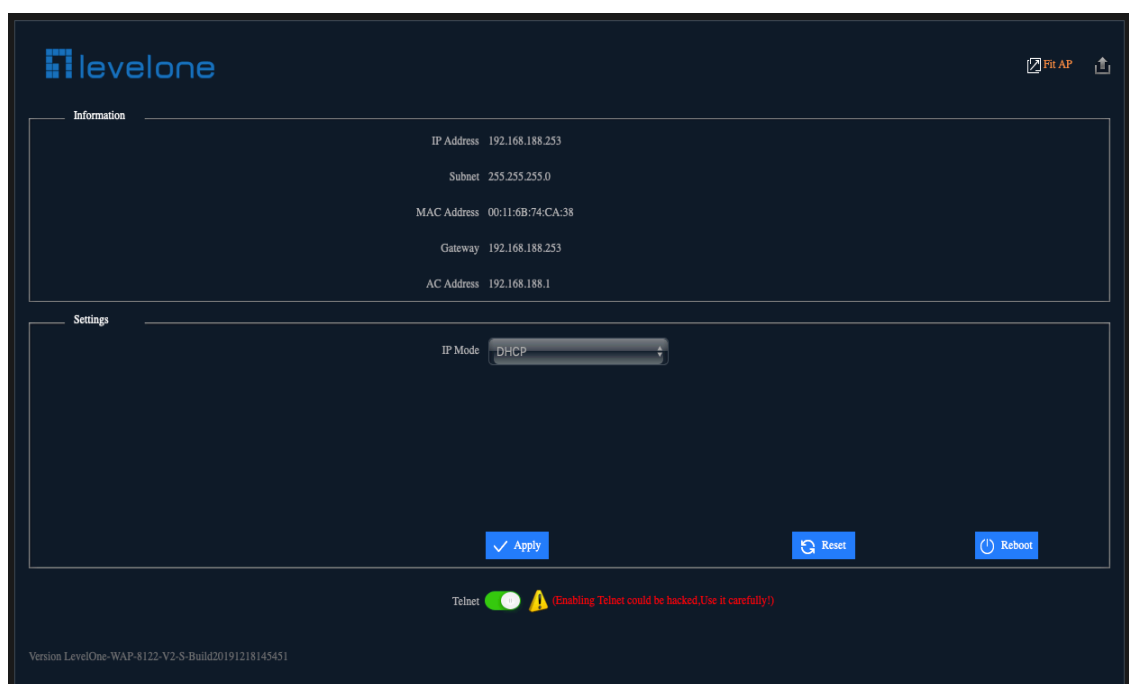 levelone
Fit AP
Information
IP Address 192.168.188.253
Subnet 255.255.255.0
MAC Address 00:11:6B:74:CA:38
Gateway 192.168.188.253
AC Address 192.168.188.1
Settings
IP Mode DHCP
Apply Reset Reboot
Telnet (Enabling Telnet could be hacked,Use it carefully!)
Version LevelOne-WAP-8122-V2-S-Build20191218145451